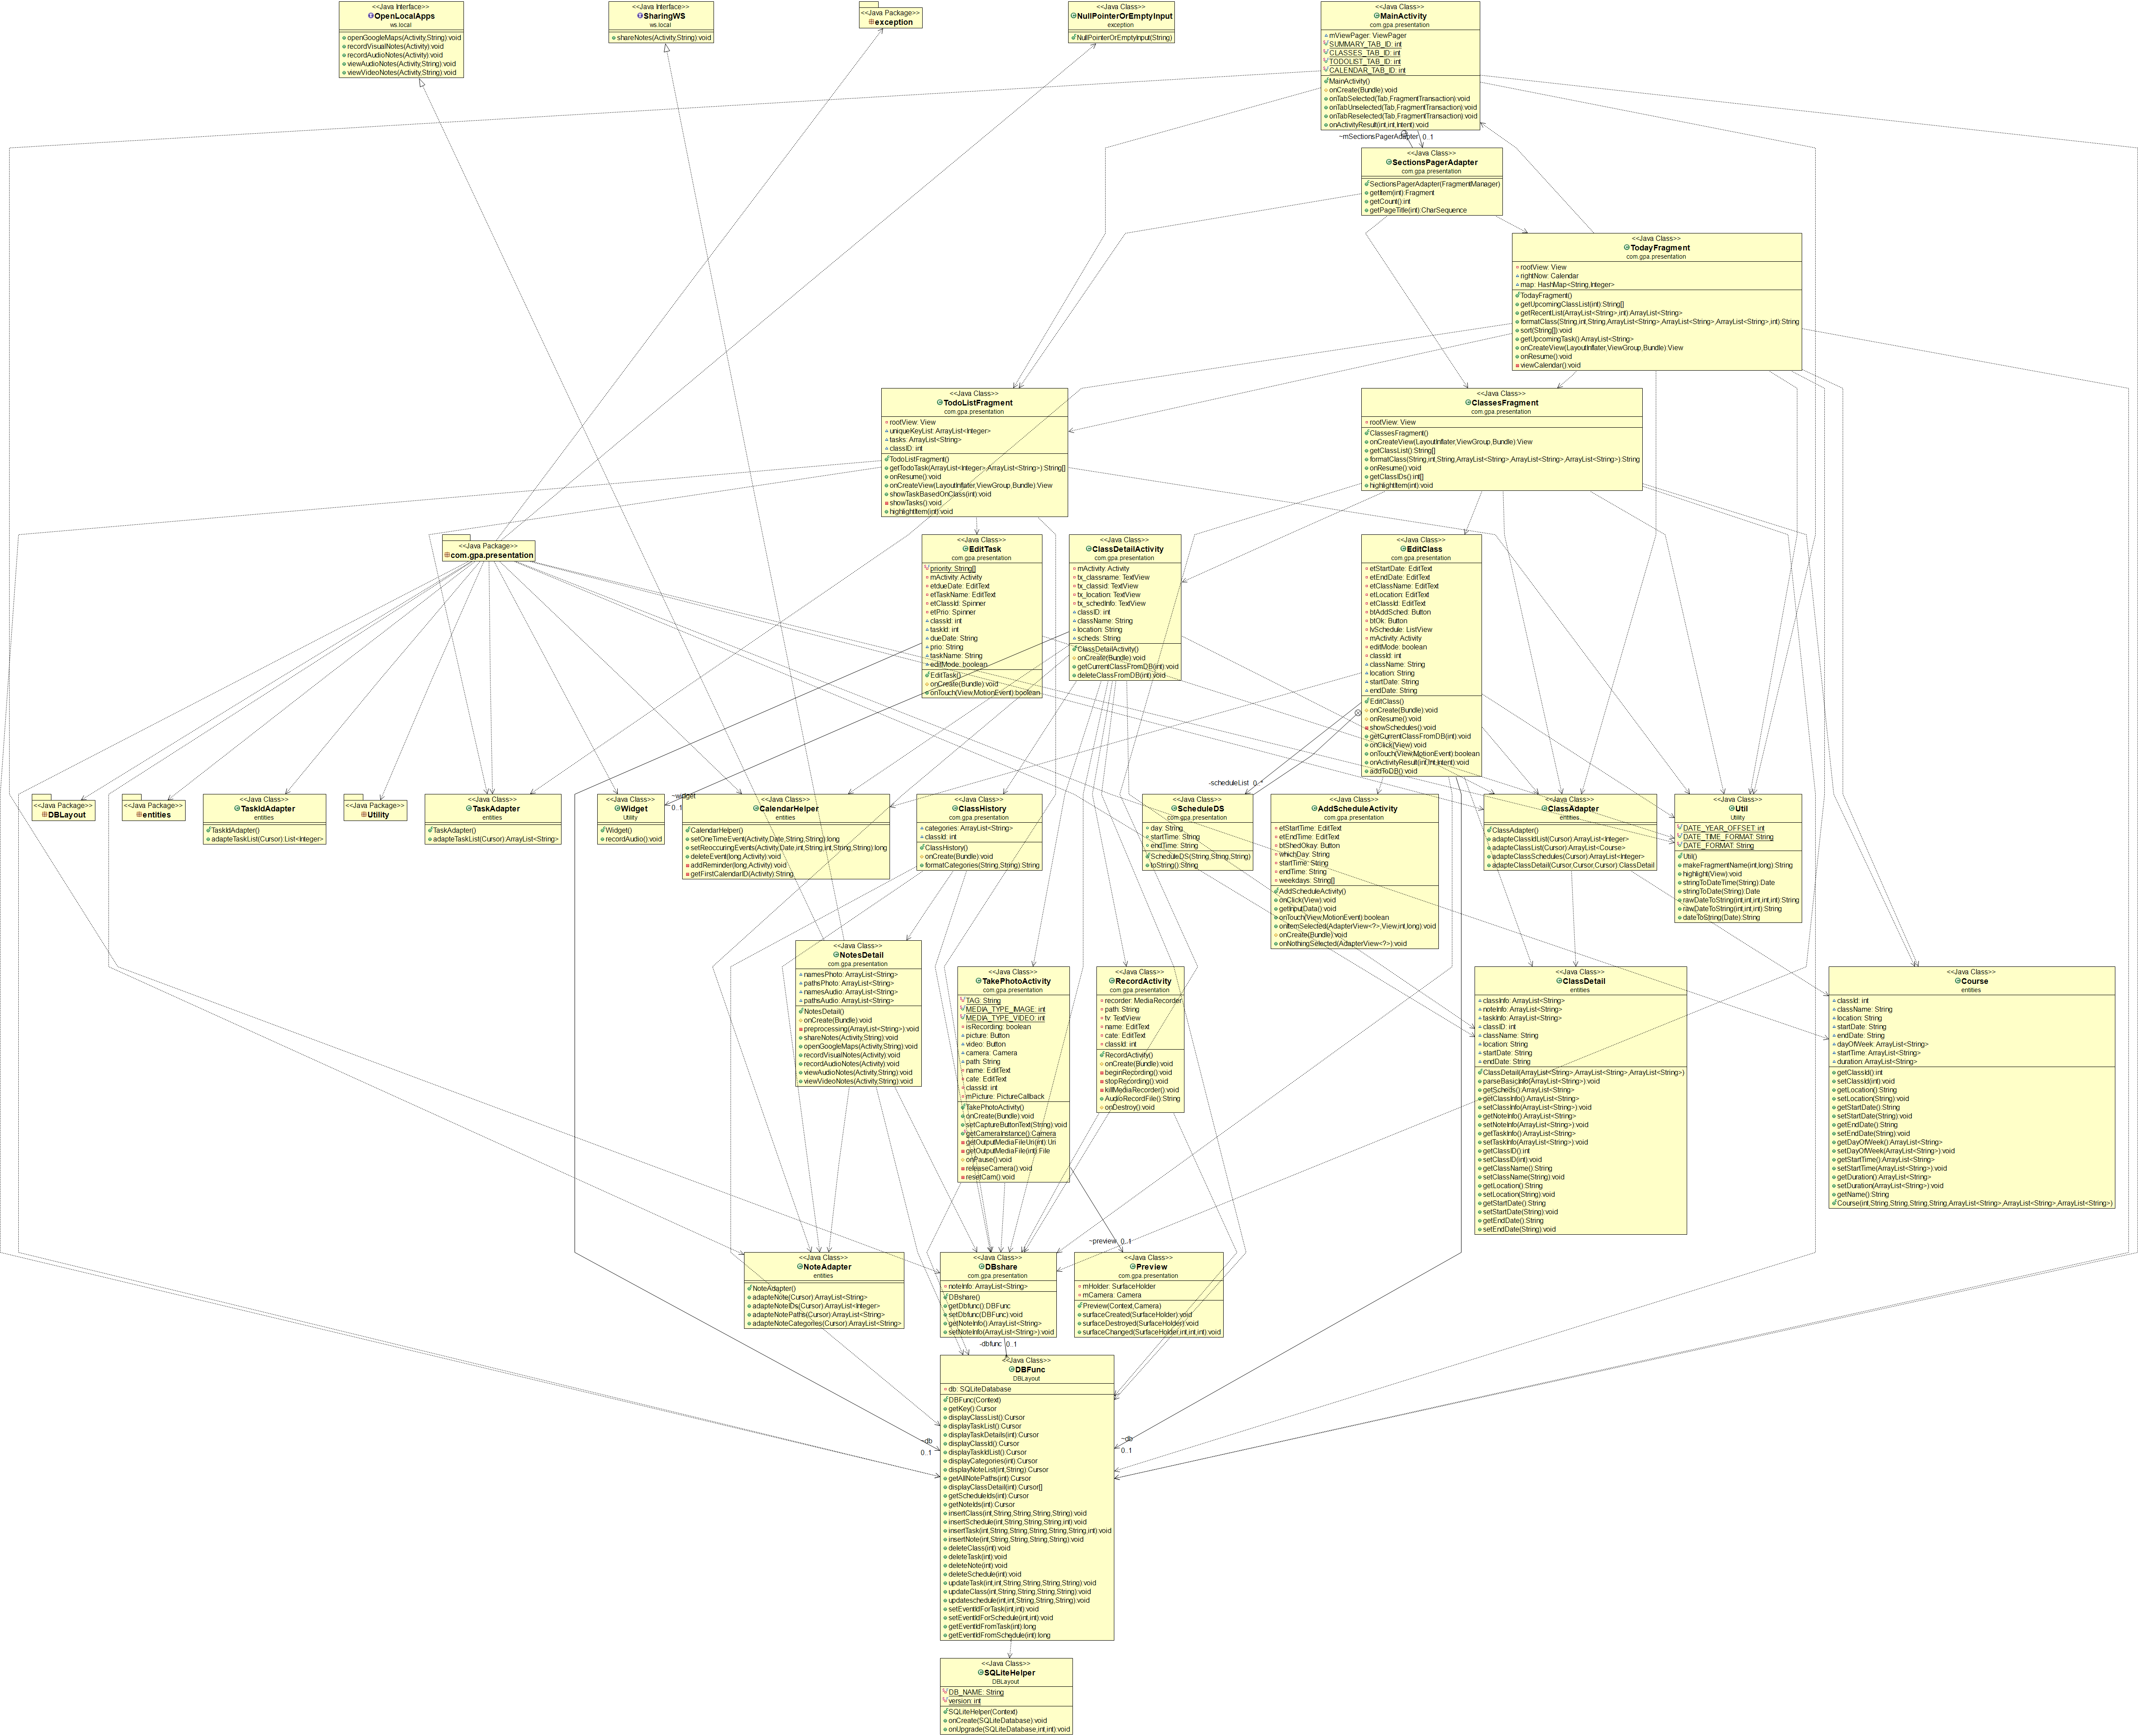 <<Java Interface>>
OpenLocalApps
ws.local
openGoogleMaps(Activity,String):void
recordVisualNotes(Activity):void
recordAudioNotes(Activity):void
viewAudioNotes(Activity,String):void
viewVideoNotes(Activity,String):void
<<Java Interface>>
SharingWS
ws.local
shareNotes(Activity,String):void
<<Java Package>>
exception
<<Java Class>>
NullPointerOrEmptyInput
exception
NullPointerOrEmptyInput(String)
<<Java Class>>
MainActivity
com.gpa.presentation
mViewPager: ViewPager
SUMMARY_TAB_ID: int
CLASSES_TAB_ID: int
TODOLIST_TAB_ID: int
CALENDAR_TAB_ID: int
MainActivity()
onCreate(Bundle):void
onTabSelected(Tab,FragmentTransaction):void
onTabUnselected(Tab,FragmentTransaction):void
onTabReselected(Tab,FragmentTransaction):void
onActivityResult(int,int,Intent):void
~mSectionsPagerAdapter 0..1
<<Java Class>>
SectionsPagerAdapter
com.gpa.presentation
SectionsPagerAdapter(FragmentManager)
getItem(int):Fragment
getCount():int
getPageTitle(int):CharSequence
<<Java Class>>
TodayFragment
com.gpa.presentation
rootView: View
rightNow: Calendar
map: HashMap<String,Integer>
TodayFragment()
getUpcomingClassList(int):String[]
getRecentList(ArrayList<String>,int):ArrayList<String>
formatClass(String,int,String,ArrayList<String>,ArrayList<String>,ArrayList<String>,int):String
sort(String[]):void
getUpcomingTask():ArrayList<String>
onCreateView(LayoutInflater,ViewGroup,Bundle):View
onResume():void
viewCalendar():void
<<Java Class>>
TodoListFragment
com.gpa.presentation
rootView: View
uniqueKeyList: ArrayList<Integer>
tasks: ArrayList<String>
classID: int
TodoListFragment()
getTodoTask(ArrayList<Integer>,ArrayList<String>):String[]
onResume():void
onCreateView(LayoutInflater,ViewGroup,Bundle):View
showTaskBasedOnClass(int):void
showTasks():void
highlightItem(int):void
<<Java Class>>
ClassesFragment
com.gpa.presentation
rootView: View
ClassesFragment()
onCreateView(LayoutInflater,ViewGroup,Bundle):View
getClassList():String[]
formatClass(String,int,String,ArrayList<String>,ArrayList<String>,ArrayList<String>):String
onResume():void
getClassIDs():int[]
highlightItem(int):void
<<Java Package>>
com.gpa.presentation
<<Java Class>>
EditTask
com.gpa.presentation
priority: String[]
mActivity: Activity
etdueDate: EditText
etTaskName: EditText
etClassId: Spinner
etPrio: Spinner
classId: int
taskId: int
dueDate: String
prio: String
taskName: String
editMode: boolean
EditTask()
onCreate(Bundle):void
onTouch(View,MotionEvent):boolean
<<Java Class>>
ClassDetailActivity
com.gpa.presentation
mActivity: Activity
tx_classname: TextView
tx_classid: TextView
tx_location: TextView
tx_schedInfo: TextView
classID: int
className: String
location: String
scheds: String
ClassDetailActivity()
onCreate(Bundle):void
getCurrentClassFromDB(int):void
deleteClassFromDB(int):void
<<Java Class>>
EditClass
com.gpa.presentation
etStartDate: EditText
etEndDate: EditText
etClassName: EditText
etLocation: EditText
etClassId: EditText
btAddSched: Button
btOk: Button
lvSchedule: ListView
mActivity: Activity
editMode: boolean
classId: int
className: String
location: String
startDate: String
endDate: String
EditClass()
onCreate(Bundle):void
onResume():void
showSchedules():void
getCurrentClassFromDB(int):void
onClick(View):void
onTouch(View,MotionEvent):boolean
onActivityResult(int,int,Intent):void
addToDB():void
<<Java Package>>
DBLayout
<<Java Package>>
entities
<<Java Class>>
TaskIdAdapter
entities
TaskIdAdapter()
adapteTaskList(Cursor):List<Integer>
<<Java Package>>
Utility
<<Java Class>>
TaskAdapter
entities
TaskAdapter()
adapteTaskList(Cursor):ArrayList<String>
<<Java Class>>
Widget
Utility
Widget()
recordAudio():void
~widget
0..1
<<Java Class>>
CalendarHelper
entities
CalendarHelper()
setOneTimeEvent(Activity,Date,String,String):long
setReoccuringEvents(Activity,Date,int,String,int,String,String):long
deleteEvent(long,Activity):void
addReminder(long,Activity):void
getFirstCalendarID(Activity):String
<<Java Class>>
ClassHistory
com.gpa.presentation
categories: ArrayList<String>
classId: int
ClassHistory()
onCreate(Bundle):void
formatCategories(String,String):String
-scheduleList 0..*
<<Java Class>>
ScheduleDS
com.gpa.presentation
day: String
startTime: String
endTime: String
ScheduleDS(String,String,String)
toString():String
<<Java Class>>
AddScheduleActivity
com.gpa.presentation
etStartTime: EditText
etEndTime: EditText
btShedOkay: Button
whichDay: String
startTime: String
endTime: String
weekdays: String[]
AddScheduleActivity()
onClick(View):void
getInputData():void
onTouch(View,MotionEvent):boolean
onItemSelected(AdapterView<?>,View,int,long):void
onCreate(Bundle):void
onNothingSelected(AdapterView<?>):void
<<Java Class>>
ClassAdapter
entities
ClassAdapter()
adapteClassIdList(Cursor):ArrayList<Integer>
adapteClassList(Cursor):ArrayList<Course>
adapteClassSchedules(Cursor):ArrayList<Integer>
adapteClassDetail(Cursor,Cursor,Cursor):ClassDetail
<<Java Class>>
Util
Utility
DATE_YEAR_OFFSET: int
DATE_TIME_FORMAT: String
DATE_FORMAT: String
Util()
makeFragmentName(int,long):String
highlight(View):void
stringToDateTime(String):Date
stringToDate(String):Date
rawDateToString(int,int,int,int,int):String
rawDateToString(int,int,int):String
dateToString(Date):String
<<Java Class>>
NotesDetail
com.gpa.presentation
namesPhoto: ArrayList<String>
pathsPhoto: ArrayList<String>
namesAudio: ArrayList<String>
pathsAudio: ArrayList<String>
NotesDetail()
onCreate(Bundle):void
preprocessing(ArrayList<String>):void
shareNotes(Activity,String):void
openGoogleMaps(Activity,String):void
recordVisualNotes(Activity):void
recordAudioNotes(Activity):void
viewAudioNotes(Activity,String):void
viewVideoNotes(Activity,String):void
<<Java Class>>
TakePhotoActivity
com.gpa.presentation
TAG: String
MEDIA_TYPE_IMAGE: int
MEDIA_TYPE_VIDEO: int
isRecording: boolean
picture: Button
video: Button
camera: Camera
path: String
name: EditText
cate: EditText
classId: int
mPicture: PictureCallback
TakePhotoActivity()
onCreate(Bundle):void
setCaptureButtonText(String):void
getCameraInstance():Camera
getOutputMediaFileUri(int):Uri
getOutputMediaFile(int):File
onPause():void
releaseCamera():void
resetCam():void
<<Java Class>>
RecordActivity
com.gpa.presentation
recorder: MediaRecorder
path: String
tv: TextView
name: EditText
cate: EditText
classId: int
RecordActivity()
onCreate(Bundle):void
beginRecording():void
stopRecording():void
killMediaRecorder():void
AudioRecordFile():String
onDestroy():void
<<Java Class>>
ClassDetail
entities
classInfo: ArrayList<String>
noteInfo: ArrayList<String>
taskInfo: ArrayList<String>
classID: int
className: String
location: String
startDate: String
endDate: String
ClassDetail(ArrayList<String>,ArrayList<String>,ArrayList<String>)
parseBasicInfo(ArrayList<String>):void
getScheds():ArrayList<String>
getClassInfo():ArrayList<String>
setClassInfo(ArrayList<String>):void
getNoteInfo():ArrayList<String>
setNoteInfo(ArrayList<String>):void
getTaskInfo():ArrayList<String>
setTaskInfo(ArrayList<String>):void
getClassID():int
setClassID(int):void
getClassName():String
setClassName(String):void
getLocation():String
setLocation(String):void
getStartDate():String
setStartDate(String):void
getEndDate():String
setEndDate(String):void
<<Java Class>>
Course
entities
classId: int
className: String
location: String
startDate: String
endDate: String
dayOfWeek: ArrayList<String>
startTime: ArrayList<String>
duration: ArrayList<String>
getClassId():int
setClassId(int):void
getLocation():String
setLocation(String):void
getStartDate():String
setStartDate(String):void
getEndDate():String
setEndDate(String):void
getDayOfWeek():ArrayList<String>
setDayOfWeek(ArrayList<String>):void
getStartTime():ArrayList<String>
setStartTime(ArrayList<String>):void
getDuration():ArrayList<String>
setDuration(ArrayList<String>):void
getName():String
Course(int,String,String,String,String,ArrayList<String>,ArrayList<String>,ArrayList<String>)
<<Java Class>>
NoteAdapter
entities
NoteAdapter()
adapteNote(Cursor):ArrayList<String>
adapteNoteIDs(Cursor):ArrayList<Integer>
adapteNotePaths(Cursor):ArrayList<String>
adapteNoteCategories(Cursor):ArrayList<String>
<<Java Class>>
DBshare
com.gpa.presentation
noteInfo: ArrayList<String>
DBshare()
getDbfunc():DBFunc
setDbfunc(DBFunc):void
getNoteInfo():ArrayList<String>
setNoteInfo(ArrayList<String>):void
~preview 0..1
<<Java Class>>
Preview
com.gpa.presentation
mHolder: SurfaceHolder
mCamera: Camera
Preview(Context,Camera)
surfaceCreated(SurfaceHolder):void
surfaceDestroyed(SurfaceHolder):void
surfaceChanged(SurfaceHolder,int,int,int):void
-dbfunc 0..1
<<Java Class>>
DBFunc
DBLayout
db: SQLiteDatabase
DBFunc(Context)
getKey():Cursor
displayClassList():Cursor
displayTaskList():Cursor
displayTaskDetails(int):Cursor
displayClassId():Cursor
displayTaskIdList():Cursor
displayCategories(int):Cursor
displayNoteList(int,String):Cursor
getAllNotePaths(int):Cursor
displayClassDetail(int):Cursor[]
getScheduleIds(int):Cursor
getNoteIds(int):Cursor
insertClass(int,String,String,String,String):void
insertSchedule(int,String,String,String,int):void
insertTask(int,String,String,String,String,String,int):void
insertNote(int,String,String,String,String):void
deleteClass(int):void
deleteTask(int):void
deleteNote(int):void
deleteSchedule(int):void
updateTask(int,int,String,String,String,String):void
updateClass(int,String,String,String,String):void
updateschedule(int,int,String,String,String):void
setEventIdForTask(int,int):void
setEventIdForSchedule(int,int):void
getEventIdFromTask(int):long
getEventIdFromSchedule(int):long
~db
0..1
~db
0..1
<<Java Class>>
SQLiteHelper
DBLayout
DB_NAME: String
version: int
SQLiteHelper(Context)
onCreate(SQLiteDatabase):void
onUpgrade(SQLiteDatabase,int,int):void